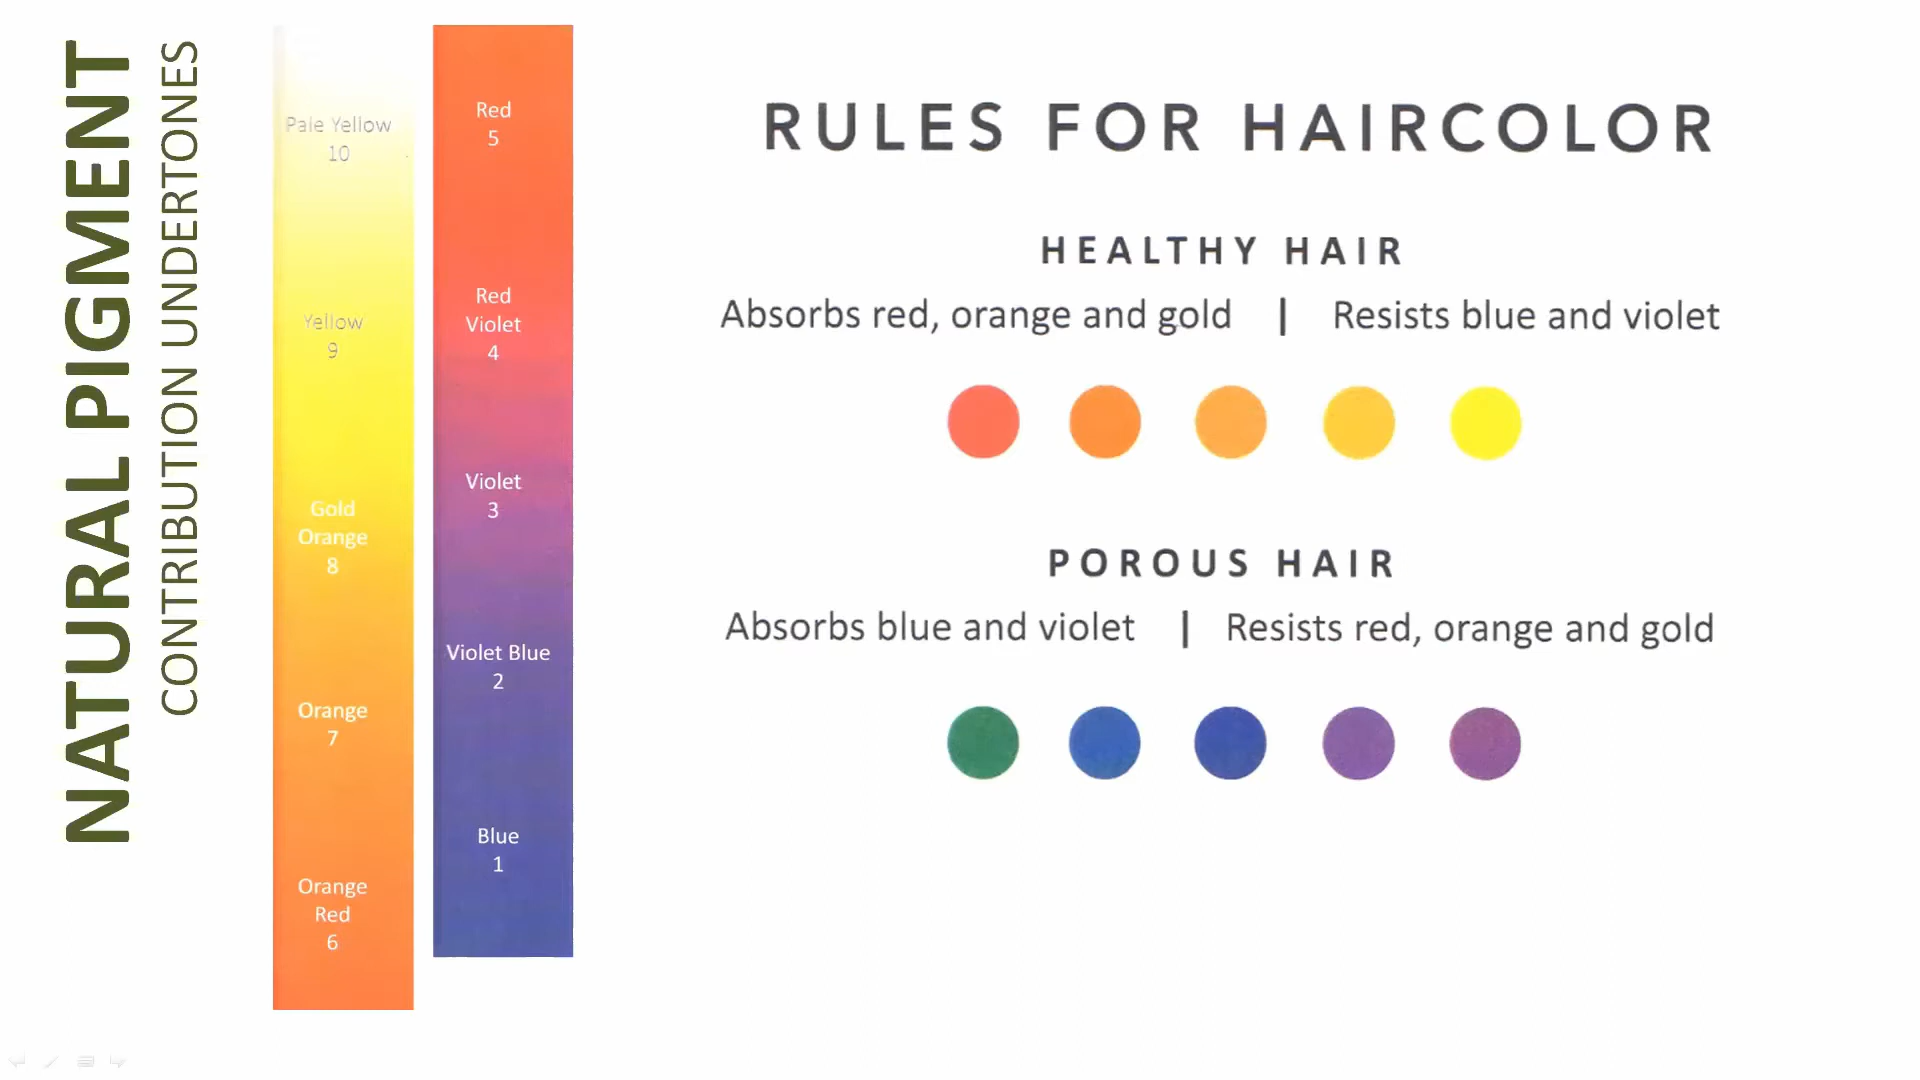 NATURAL PIGMENT
CONTRIBUTION UNDERTONES
Pale Yellow
10
Yellow
9
Gold
Orange
8
Orange
7
Orange
Red
6
Red
5
Red
Violet
4
Violet
3
Violet Blue
2
Blue
1
RULES FOR HAIRCOLOR
HEALTHY HAIR
Absorbs red, orange and gold | Resists blue and violet
POROUS HAIR
Absorbs blue and violet | Resists red, orange and gold